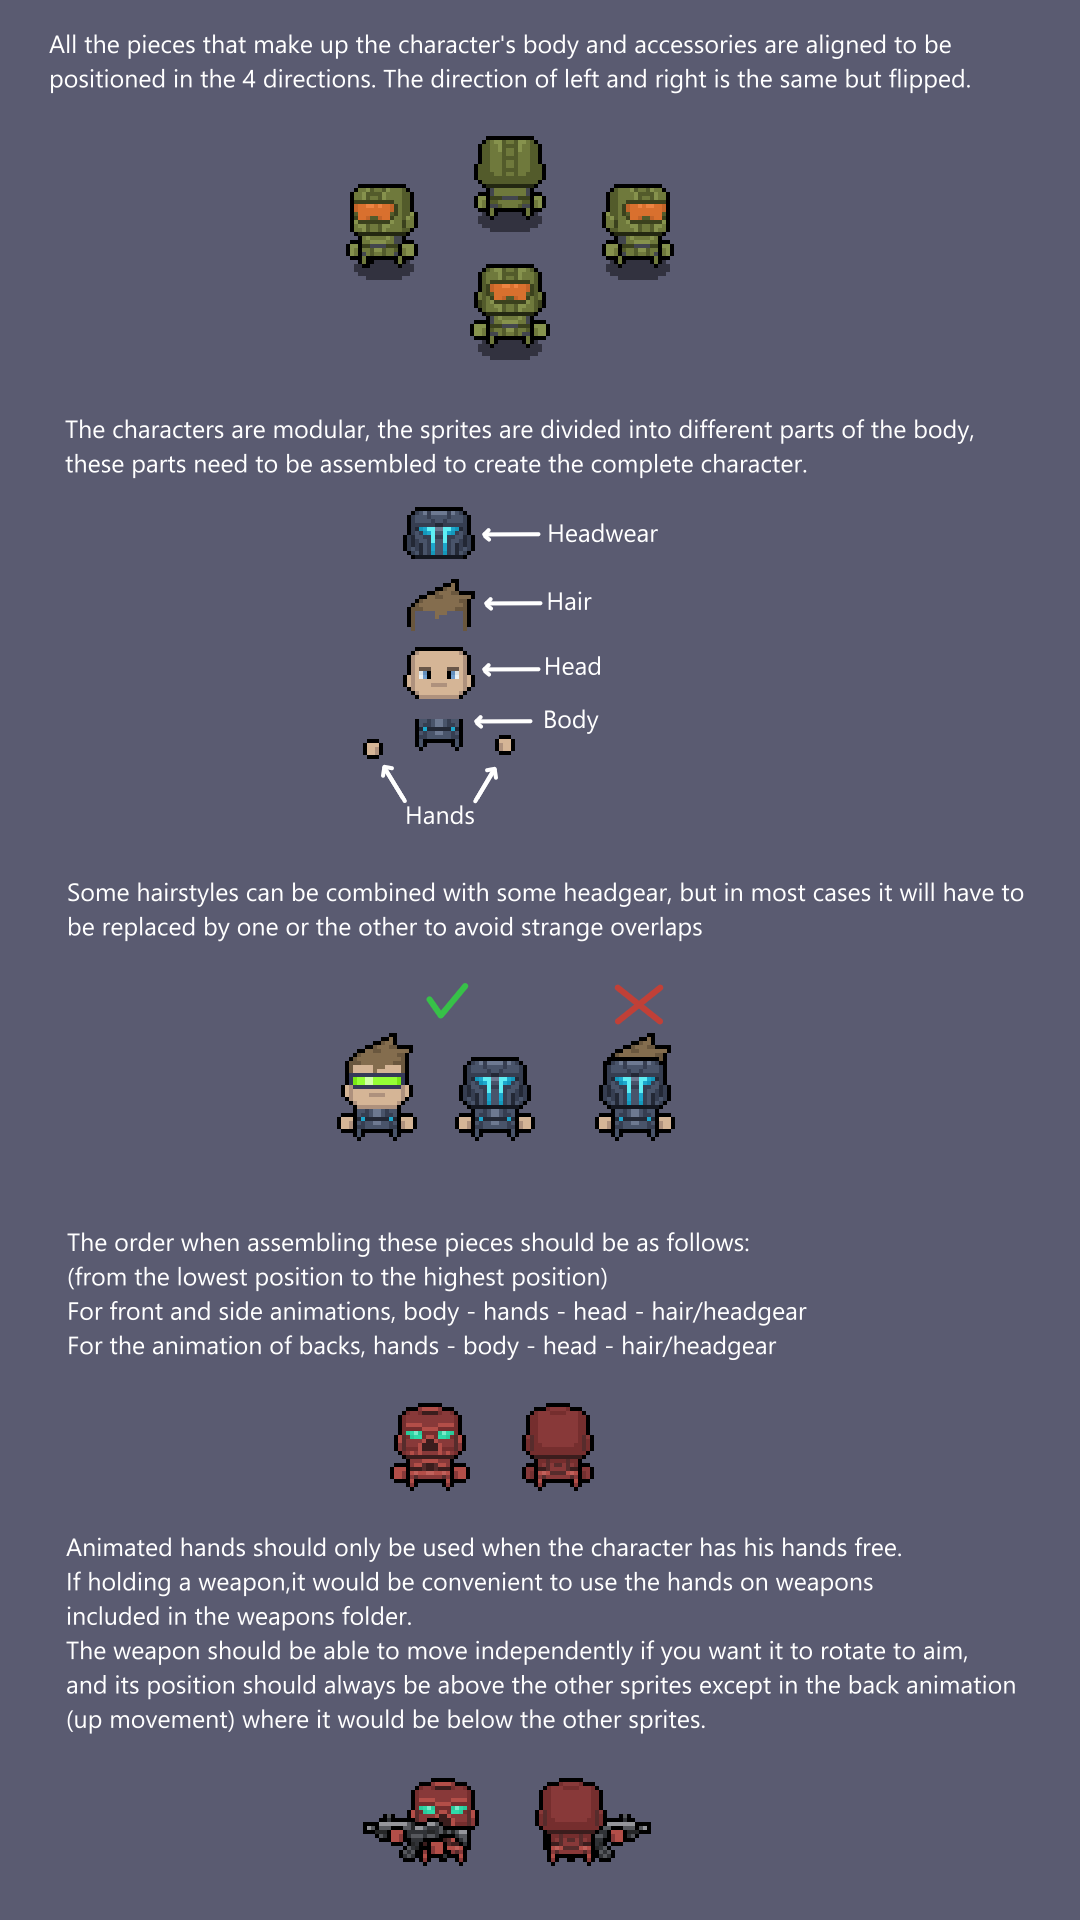 All the pieces that make up the character's body and accessories are aligned to be
positioned in the 4 directions. The direction of left and right is the same but flipped.
The characters are modular, the sprites are divided into different parts of the body,
these parts need to be assembled to create the complete character.
Headwear
Hair
Head
Body
Hands
Some hairstyles can be combined with some headgear, but in most cases it will have to
be replaced by one or the other to avoid strange overlaps
The order when assembling these pieces should be as follows:
(from the lowest position to the highest position)
For front and side animations, body - hands - head - hair/headgear
For the animation of backs, hands - body - head - hair/headgear
Animated hands should only be used when the character has his hands free.
If holding a weapon,it would be convenient to use the hands on weapons
included in the weapons folder.
The weapon should be able to move independently if you want it to rotate to aim,
and its position should always be above the other sprites except in the back animation
(up movement) where it would be below the other sprites.